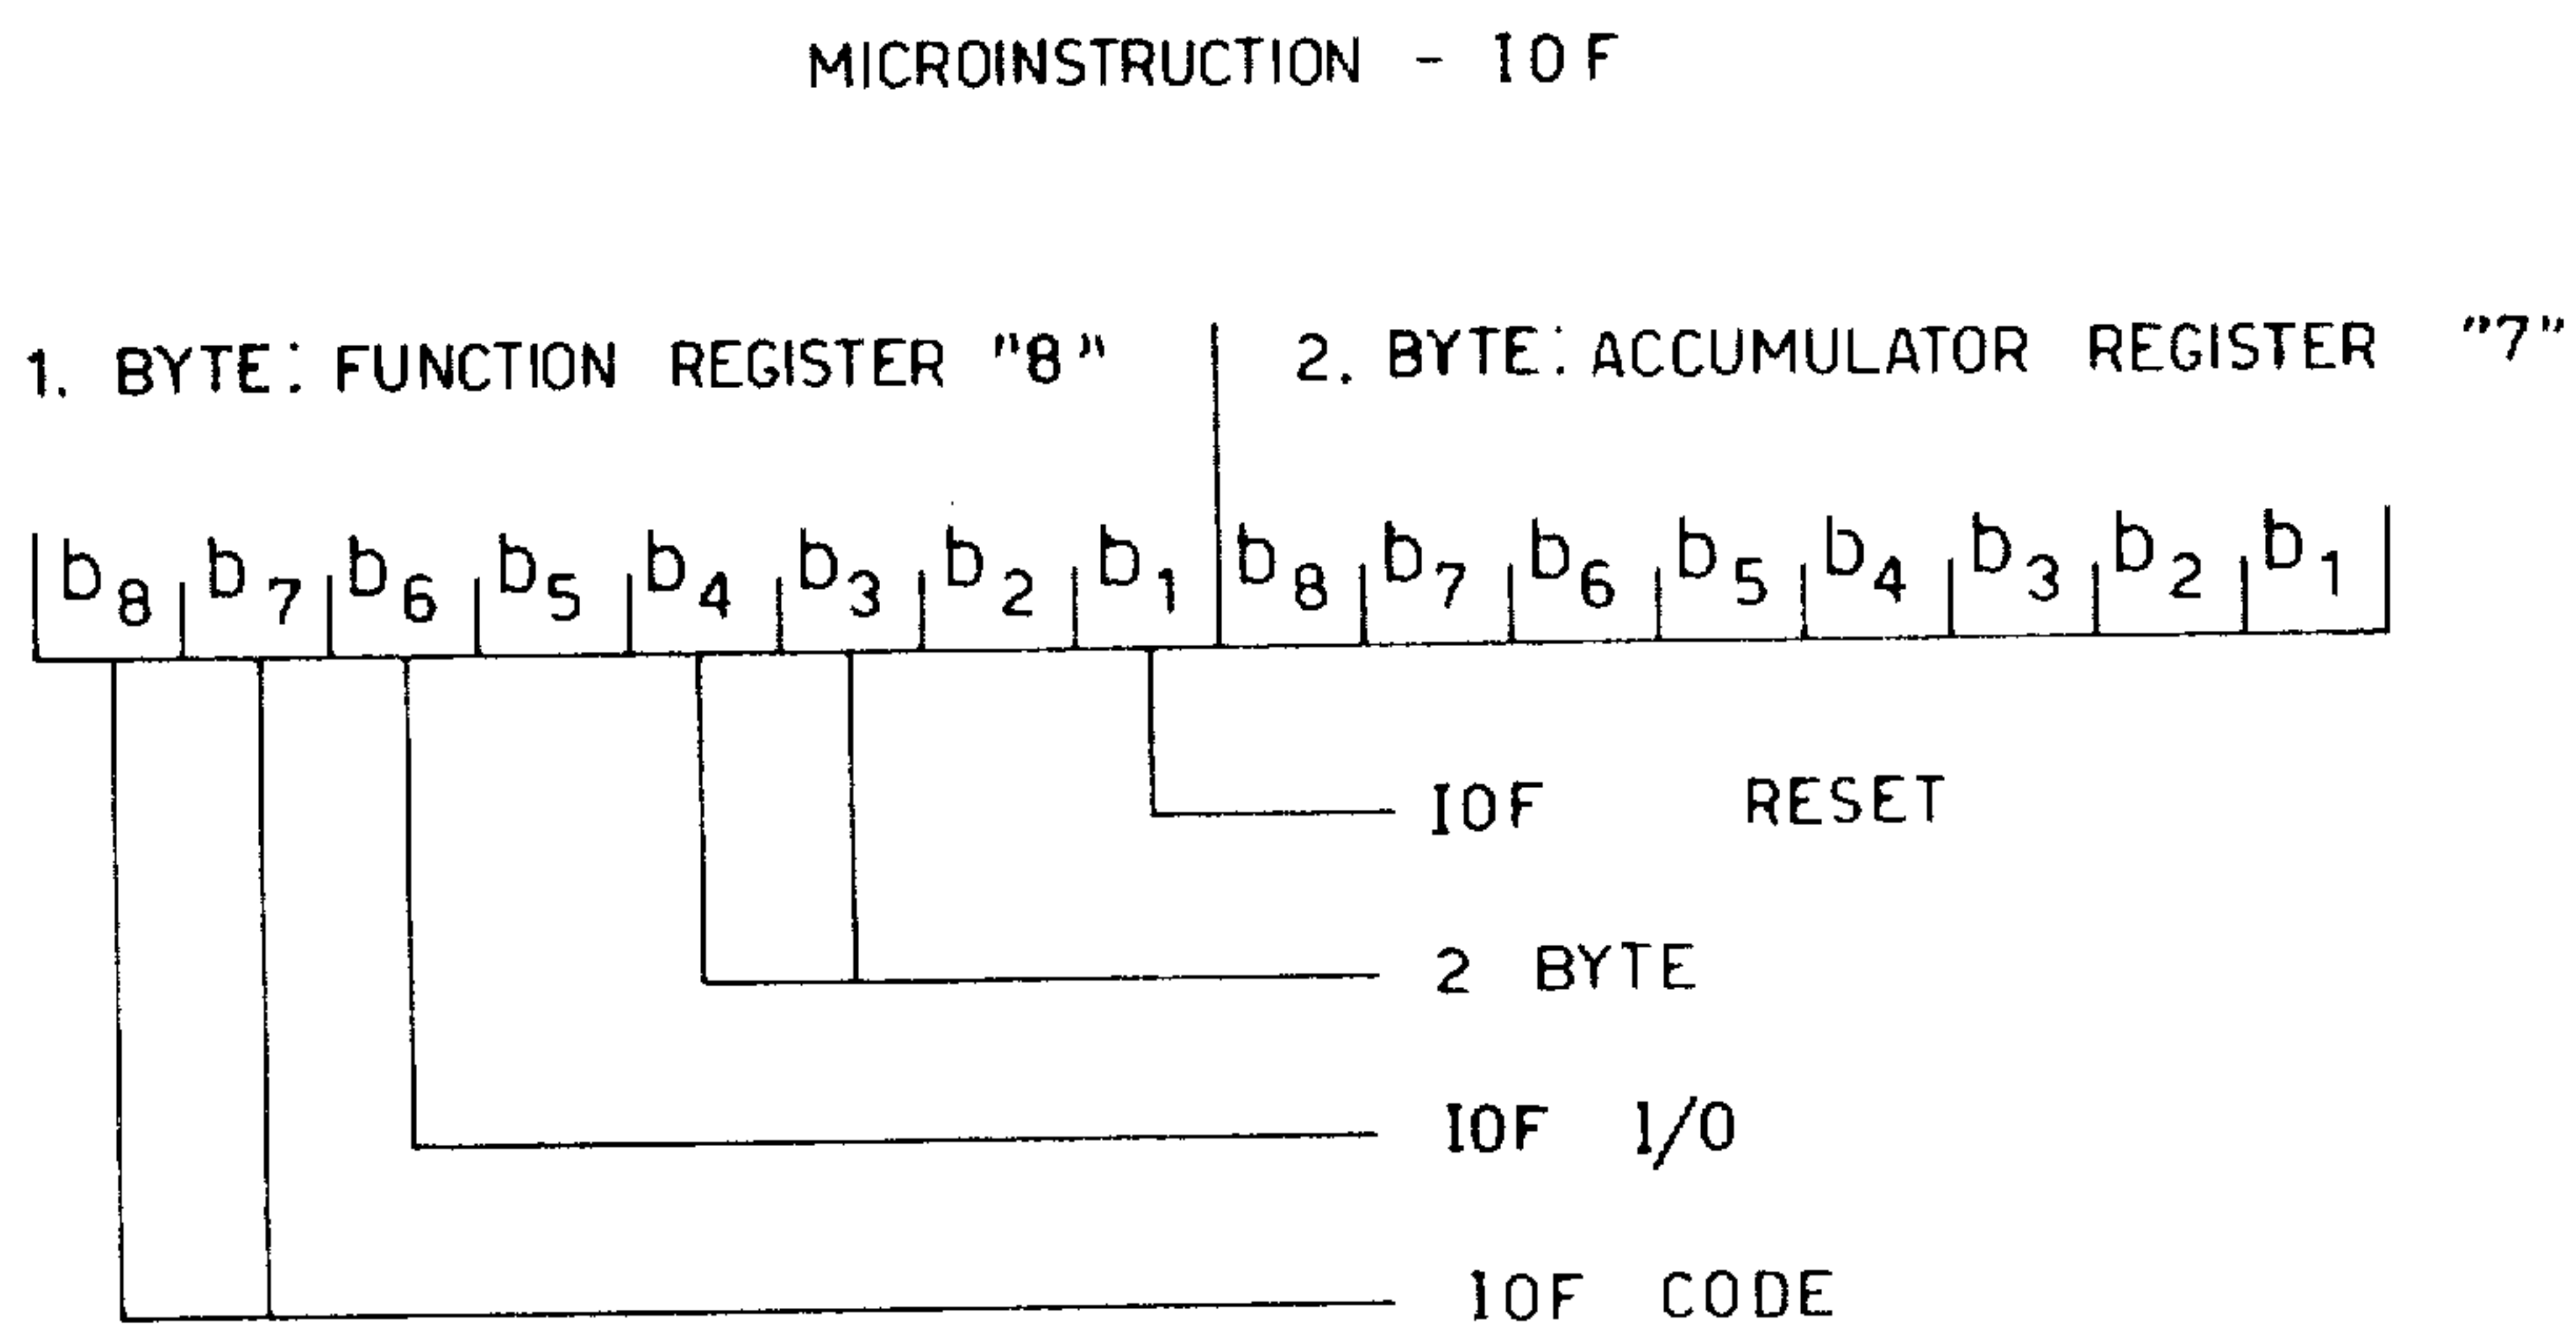 MICROINSTRUCTION - IOF
1. BYTE: FUNCTION REGISTER "8" 2. BYTE: ACCUMULATOR REGISTER "7"
b8 b7 b6 b5 b4 b3 b2 b1 b8 b7 b6 b5 b4 b3 b2 b1
IOF RESET
2 BYTE
IOF I/O
IOF CODE